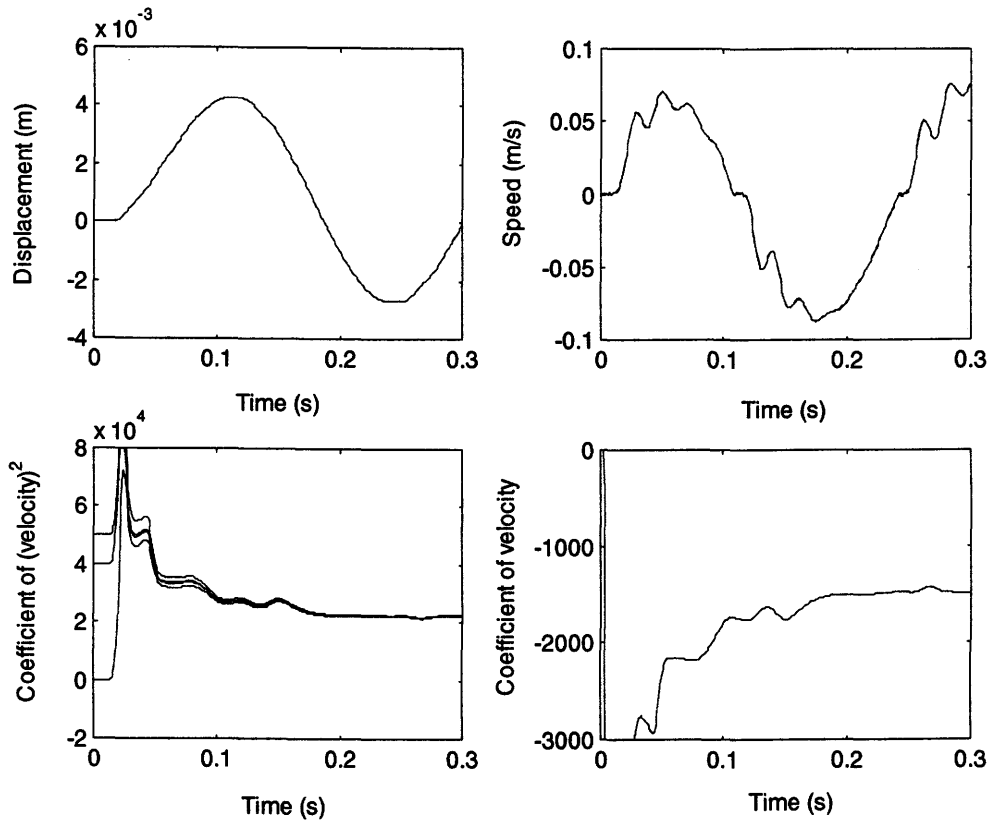 x 10-3
6
4
2
0
-2
-4
Displacement (m)
0 0.1 0.2 0.3
Time (s)
0.1
0.05
0
-0.05
-0.1
Speed (m/s)
0 0.1 0.2 0.3
Time (s)
x 10^4
8
6
4
2
0
-2
Coefficient of (velocity)^2
0 0.1 0.2 0.3
Time (s)
0
-1000
-2000
-3000
Coefficient of velocity
0 0.1 0.2 0.3
Time (s)